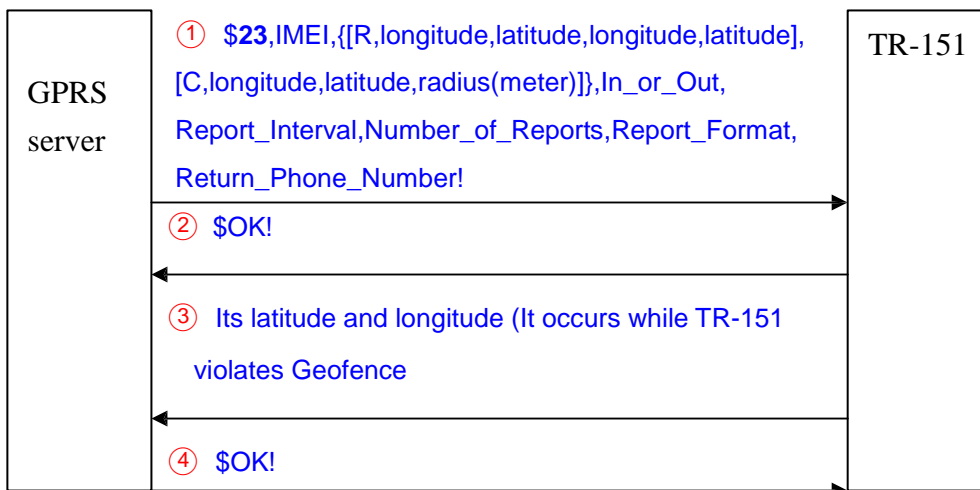 GPRS
server
① $23,IMEI,{[R,longitude,latitude,longitude,latitude],
[C,longitude,latitude,radius(meter)]},In_or_Out,
Report_Interval,Number_of_Reports,Report_Format,
Return_Phone_Number!
② $OK!
③ Its latitude and longitude (It occurs while TR-151
violates Geofence
④ $OK!
TR-151